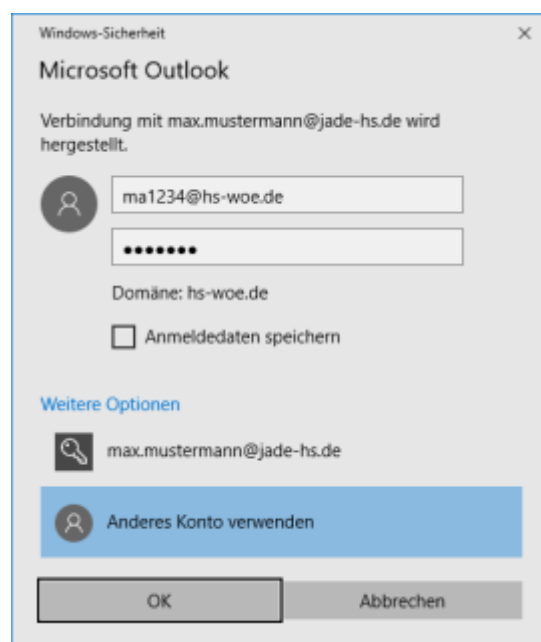 Windows-Sicherheit
Microsoft Outlook
Verbindung mit max.mustermann@jade-hs.de wird
hergestellt.
ma1234@hs-woe.de
●●●●●●●
Domäne: hs-woe.de
Anmeldedaten speichern
Weitere Optionen
max.mustermann@jade-hs.de
Anderes Konto verwenden
OK Abbrechen